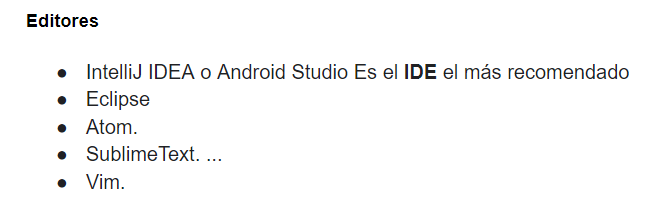 Editores
● IntelliJ IDEA o Android Studio Es el IDE el más recomendado
● Eclipse
● Atom.
● SublimeText. ...
● Vim.